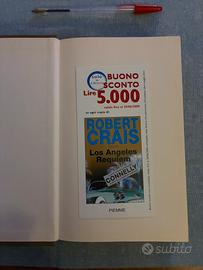 BUONO
SCONTO
Lire 5.000
ROBERT
CRAIS
Los Angeles
Requiem
CONNELLY
PIEMME
subito